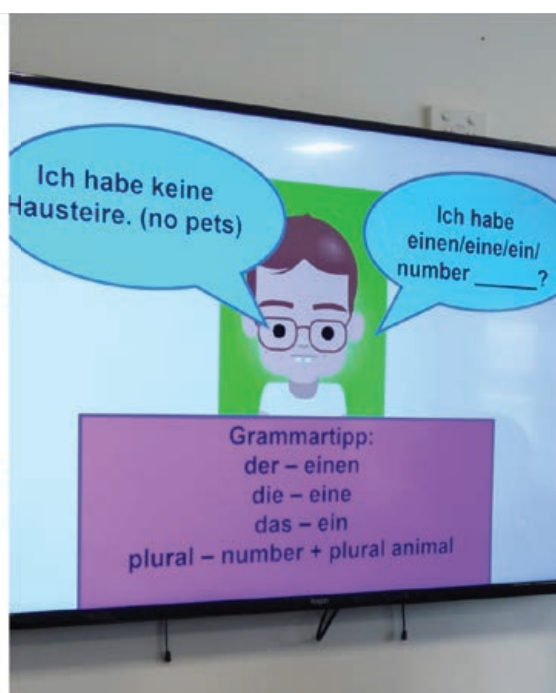 Ich habe keine
Hausteire. (no pets)
Ich habe
einen/eine/ein/
number _____?
Grammartipp:
der – einen
die – eine
das – ein
plural – number + plural animal